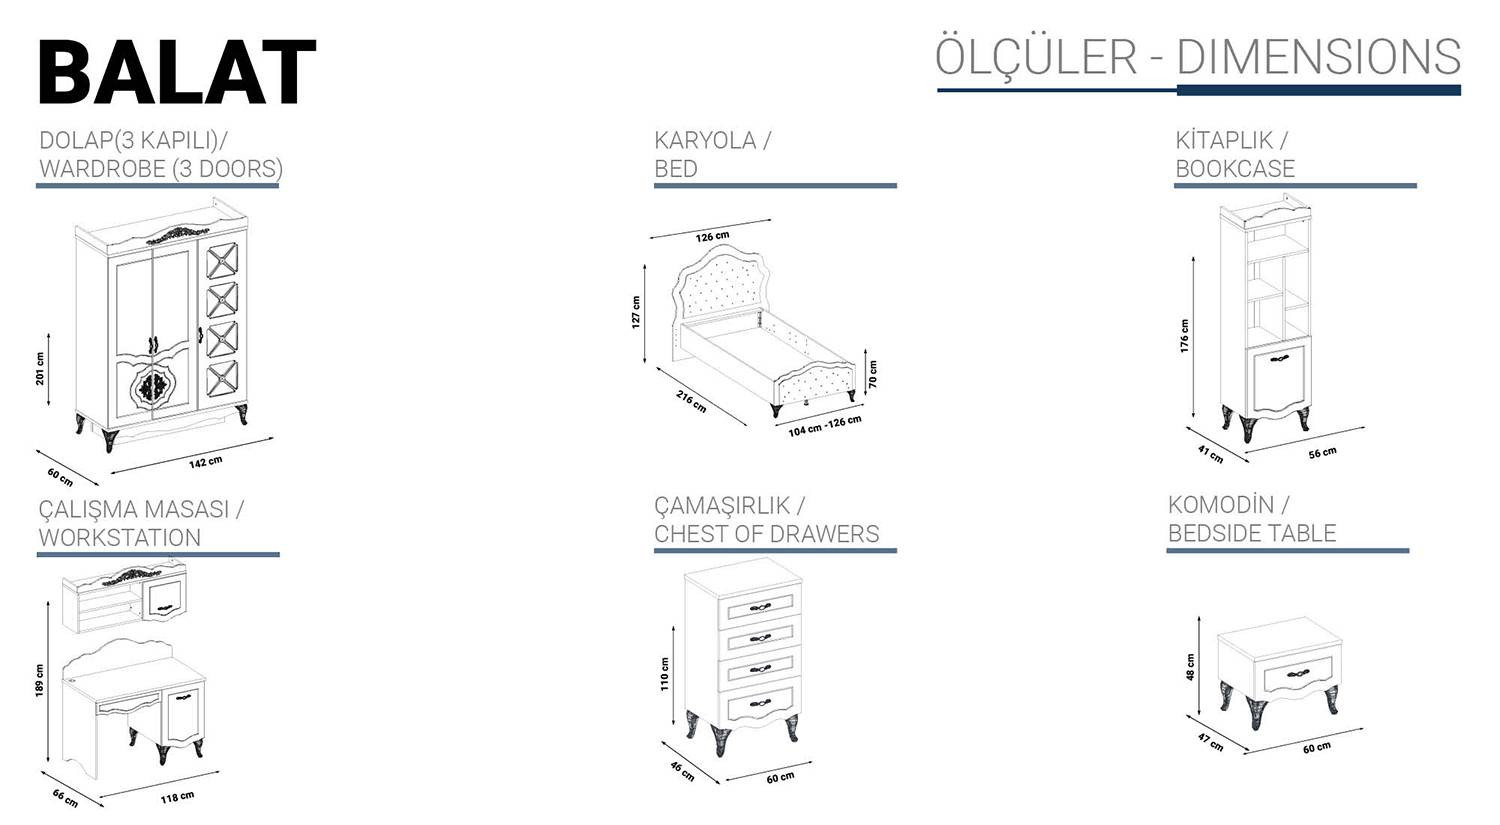 BALAT
ÖLÇÜLER - DIMENSIONS
DOLAP(3 KAPILI)/
WARDROBE (3 DOORS)
201 cm
60 cm
142 cm
KARYOLA /
BED
126 cm
127 cm
216 cm
70 cm
104 cm -126 cm
KİTAPLIK /
BOOKCASE
176 cm
41 cm
56 cm
ÇALIŞMA MASASI /
WORKSTATION
189 cm
66 cm
118 cm
ÇAMAŞIRLIK /
CHEST OF DRAWERS
110 cm
46 cm
60 cm
KOMODİN /
BEDSIDE TABLE
48 cm
47 cm
60 cm